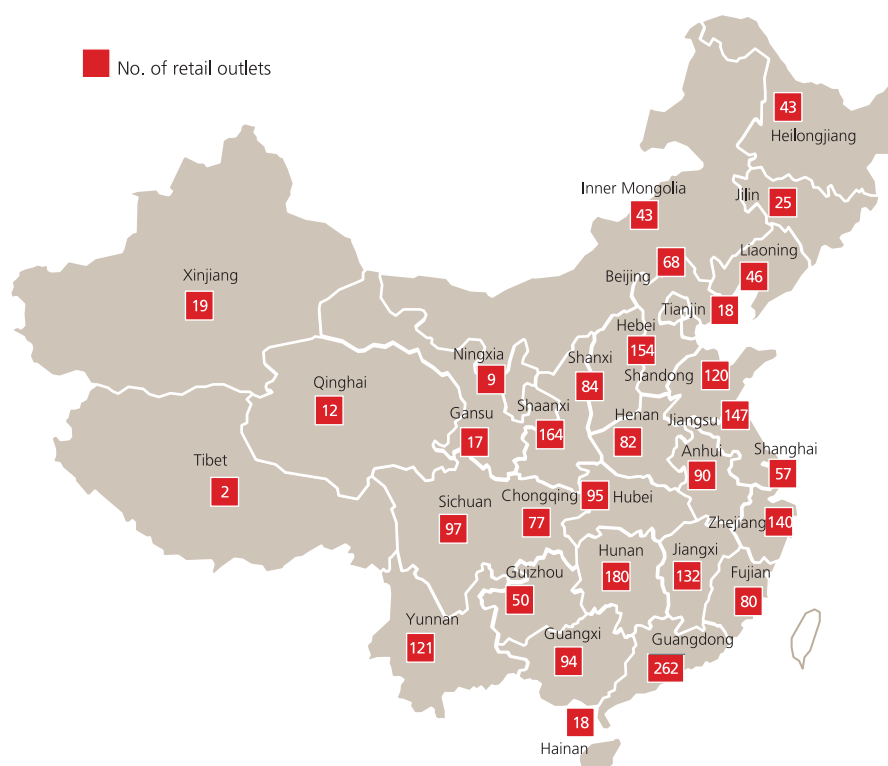 No. of retail outlets
43
Heilongjiang
Jilin
25
Inner Mongolia
43
Liaoning
46
Beijing
68
Tianjin
18
Xinjiang
19
Hebei
154
Ningxia
9
Shanxi
84
Shandong
120
Qinghai
12
Gansu
17
Shaanxi
164
Henan
82
Jiangsu
147
Anhui
90
Shanghai
57
Tibet
2
Sichuan
97
Chongqing
77
95
Hubei
Zhejiang
140
Guizhou
50
Hunan
180
Jiangxi
132
Fujian
80
Yunnan
121
Guangxi
94
Guangdong
262
18
Hainan